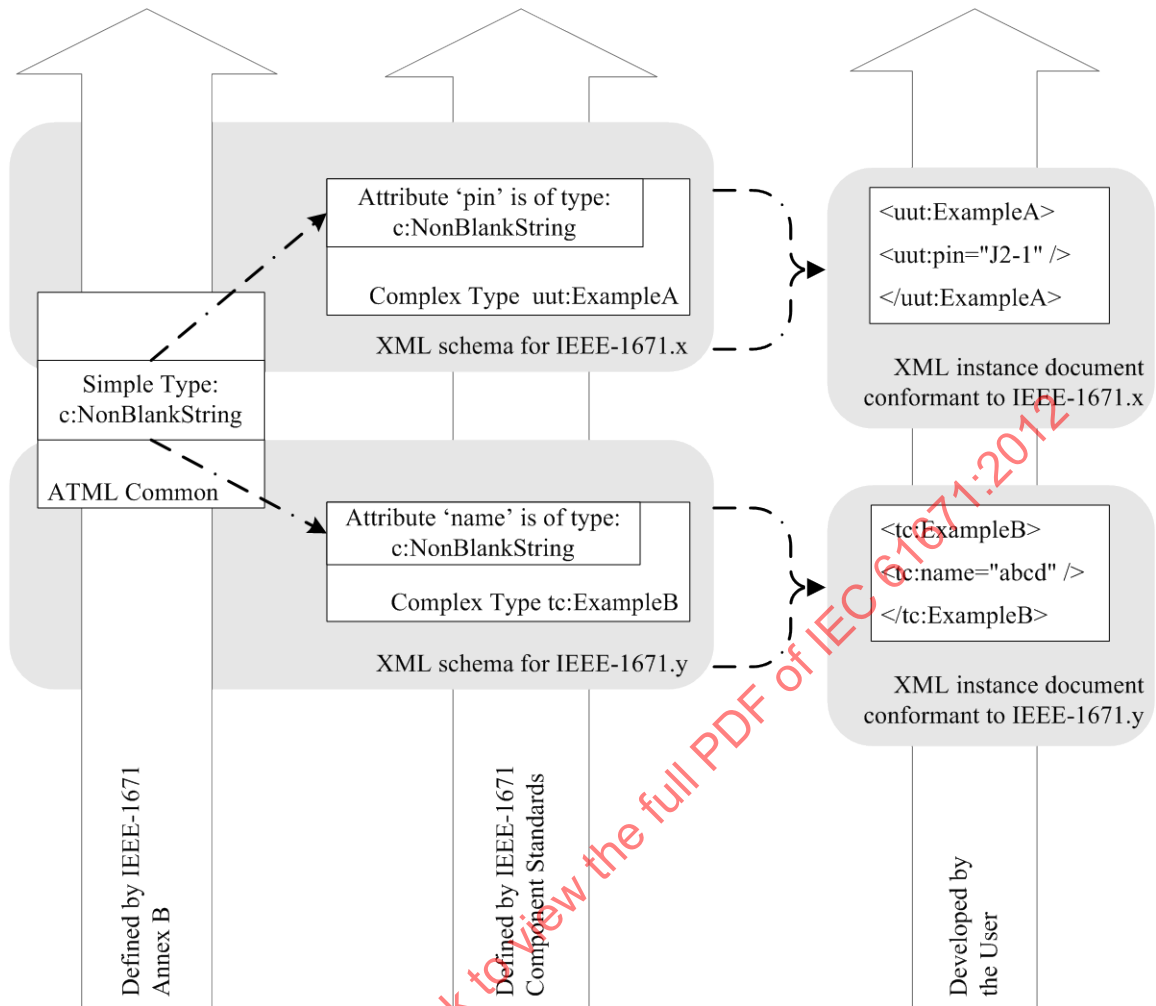 Attribute ‘pin’ is of type:
c:NonBlankString
Complex Type uut:ExampleA
XML schema for IEEE-1671.x
<uut:ExampleA>
<uut:pin="J2-1" />
</uut:ExampleA>
XML instance document
conformant to IEEE-1671.x
Simple Type:
c:NonBlankString
ATML Common
Attribute ‘name’ is of type:
c:NonBlankString
Complex Type tc:ExampleB
XML schema for IEEE-1671.y
<tc:ExampleB>
<tc:name="abcd" />
</tc:ExampleB>
XML instance document
conformant to IEEE-1671.y
Defined by IEEE-1671
Annex B
Defined by IEEE-1671
Component Standards
Developed by
the User
to view the full PDF of IEC 61671:2012